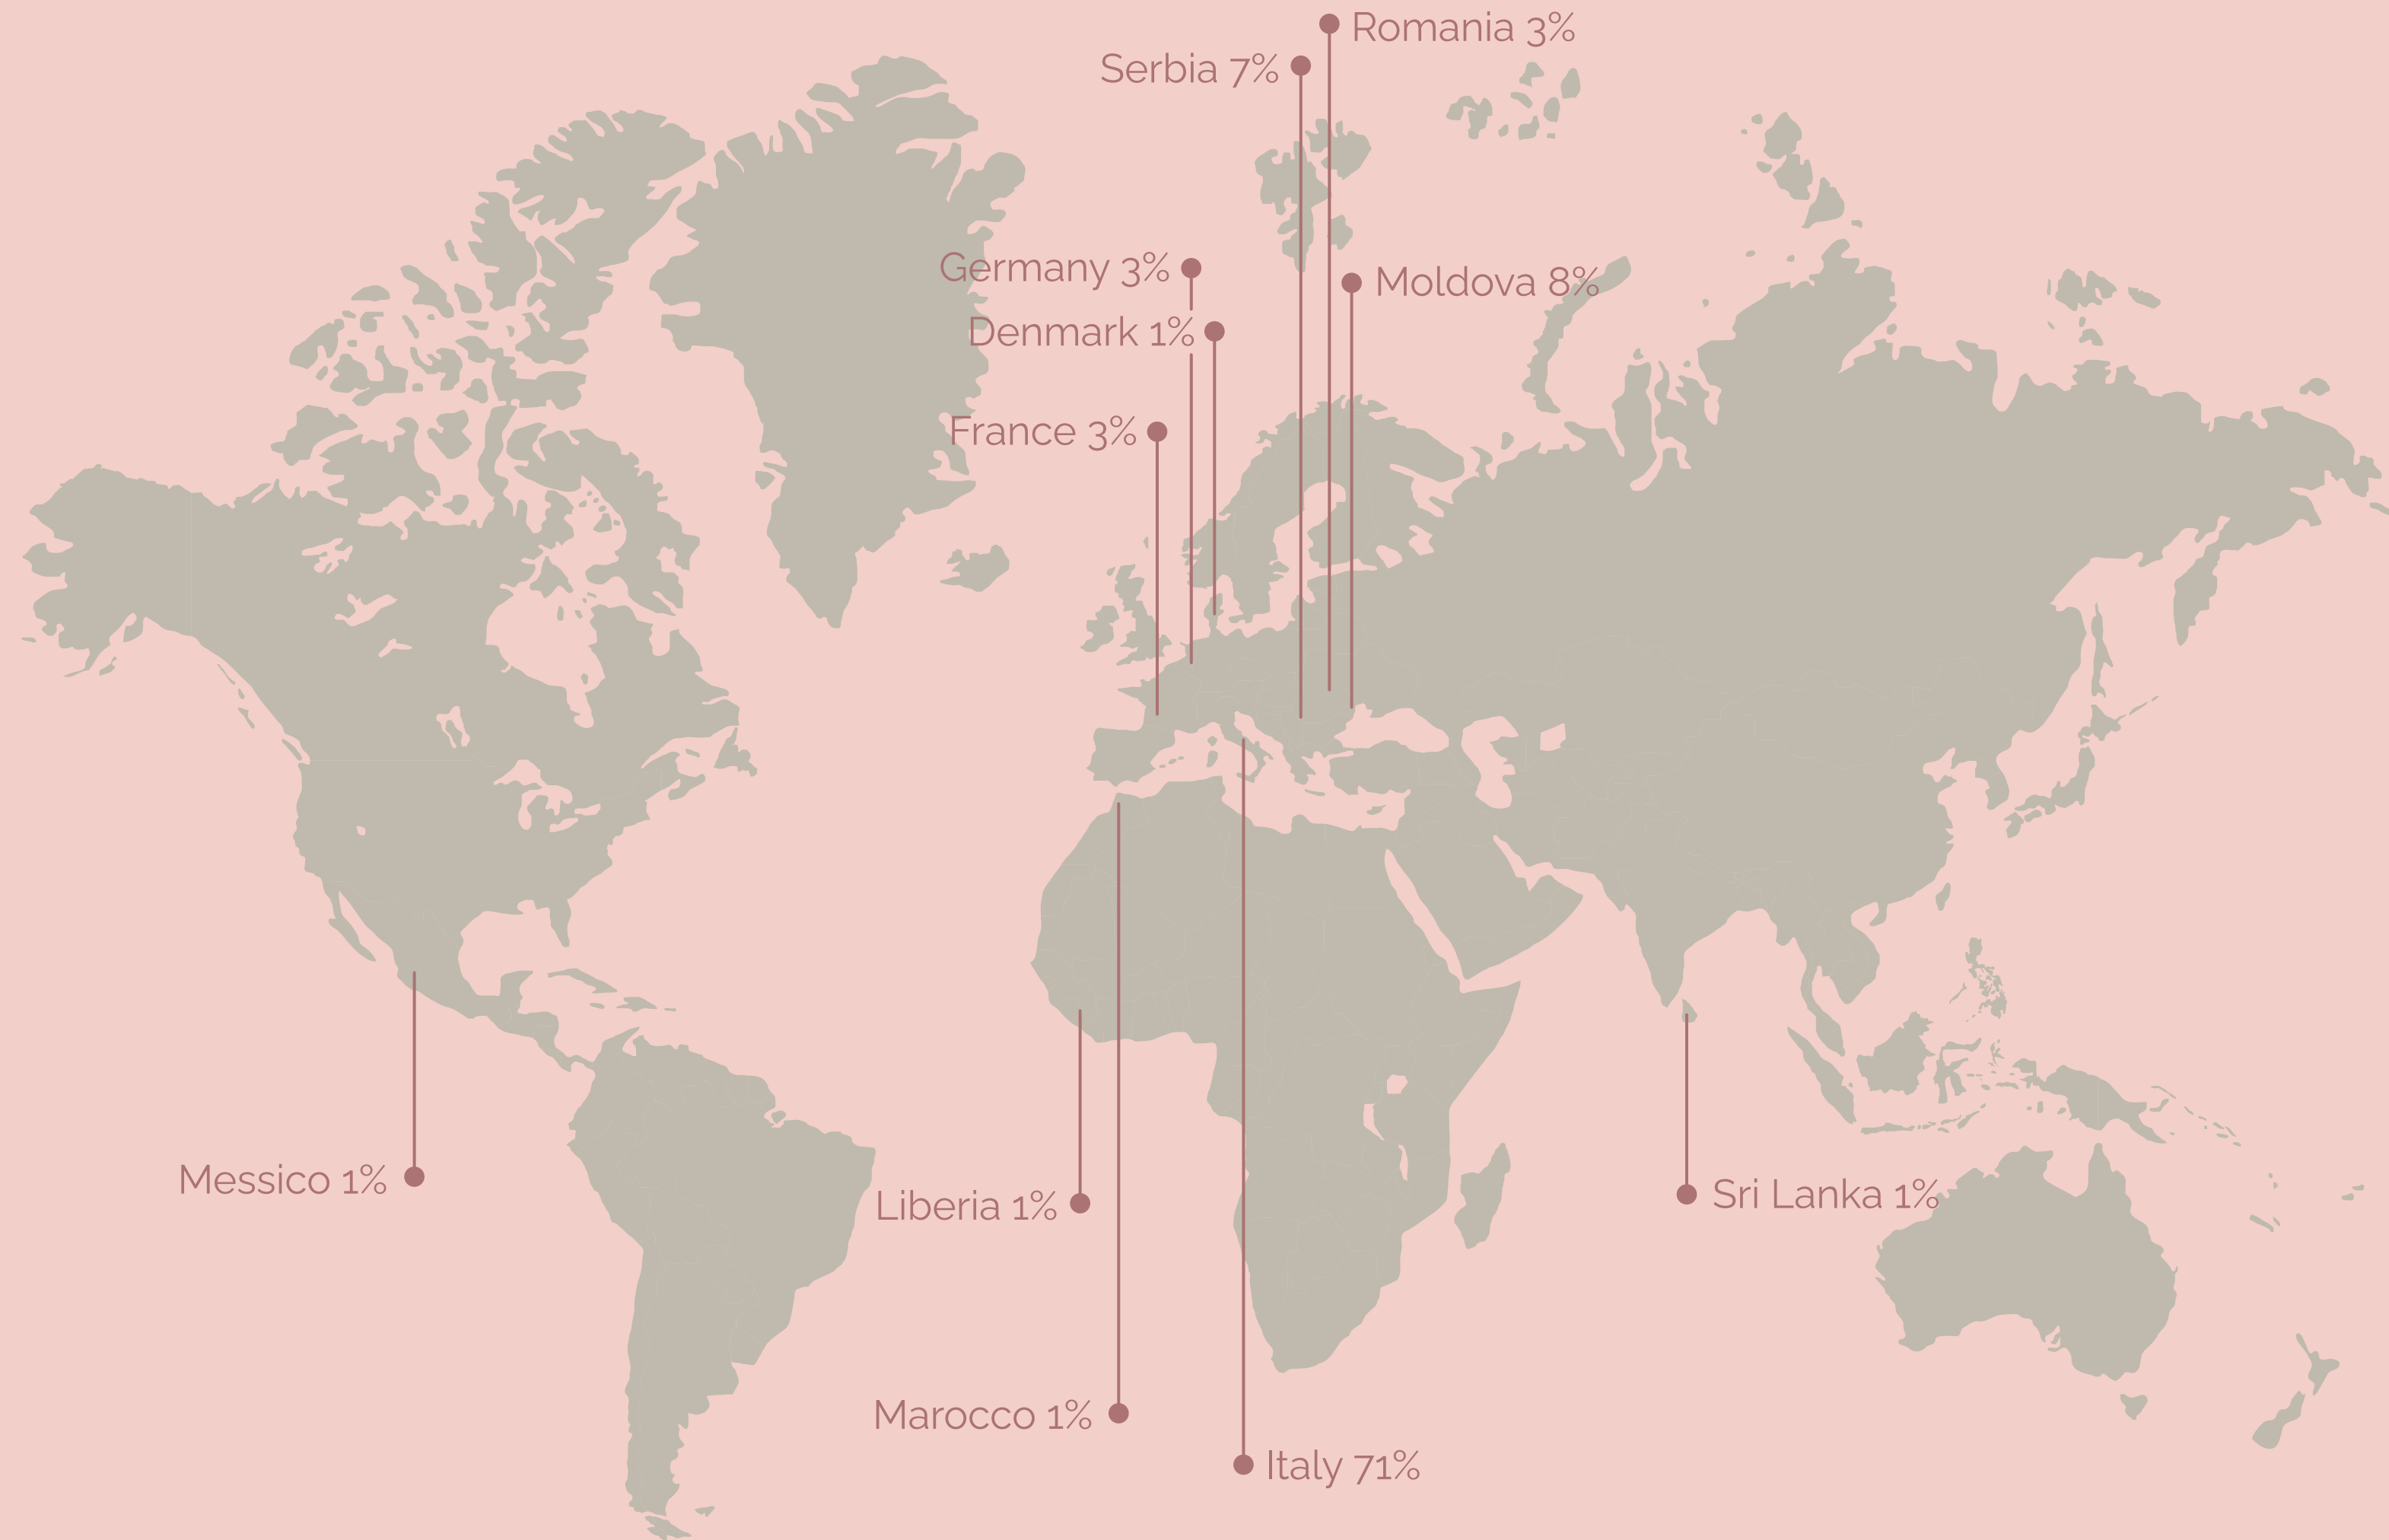 Romania 3%
Serbia 7%
Germany 3%
Moldova 8%
Denmark 1%
France 3%
Messico 1%
Liberia 1%
Sri Lanka 1%
Marocco 1%
Italy 71%